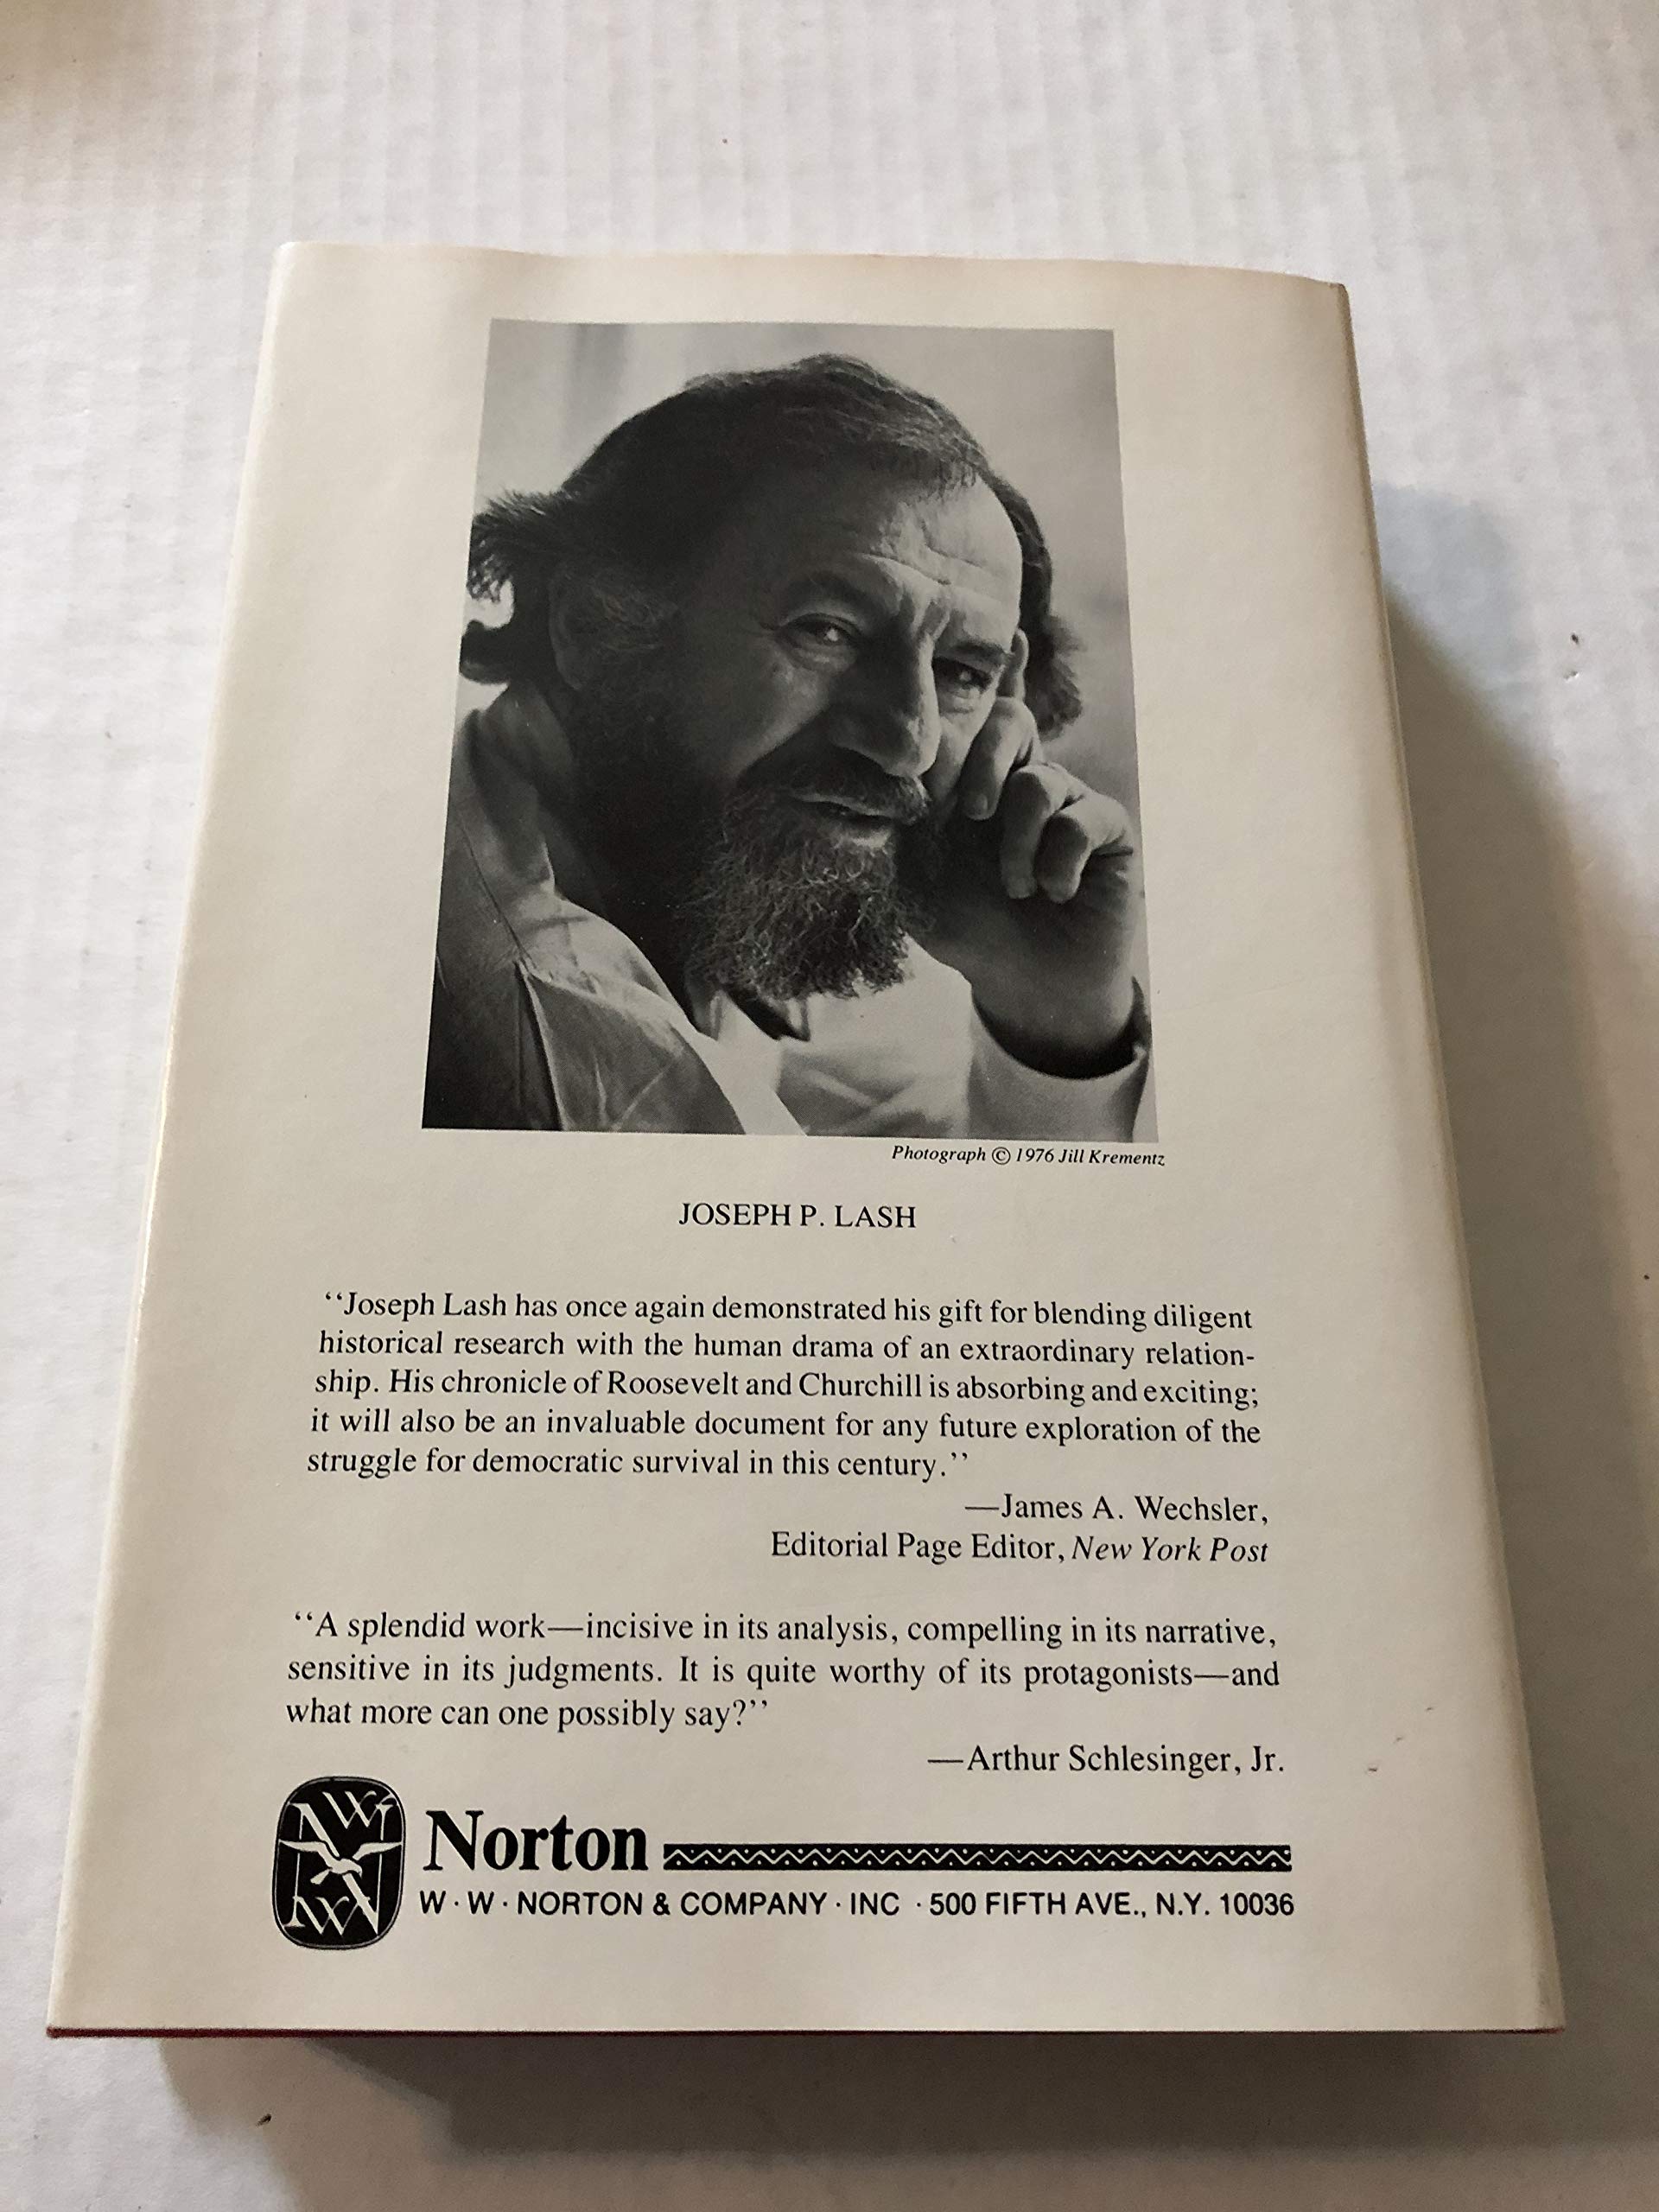 Photograph © 1976 Jill Krementz
JOSEPH P. LASH
‘‘Joseph Lash has once again demonstrated his gift for blending diligent
historical research with the human drama of an extraordinary relation-
ship. His chronicle of Roosevelt and Churchill is absorbing and exciting;
it will also be an invaluable document for any future exploration of the
struggle for democratic survival in this century.’’
—James A. Wechsler,
Editorial Page Editor, New York Post
‘‘A splendid work—incisive in its analysis, compelling in its narrative,
sensitive in its judgments. It is quite worthy of its protagonists—and
what more can one possibly say?’’
—Arthur Schlesinger, Jr.
Norton
W · W · NORTON & COMPANY · INC · 500 FIFTH AVE., N.Y. 10036